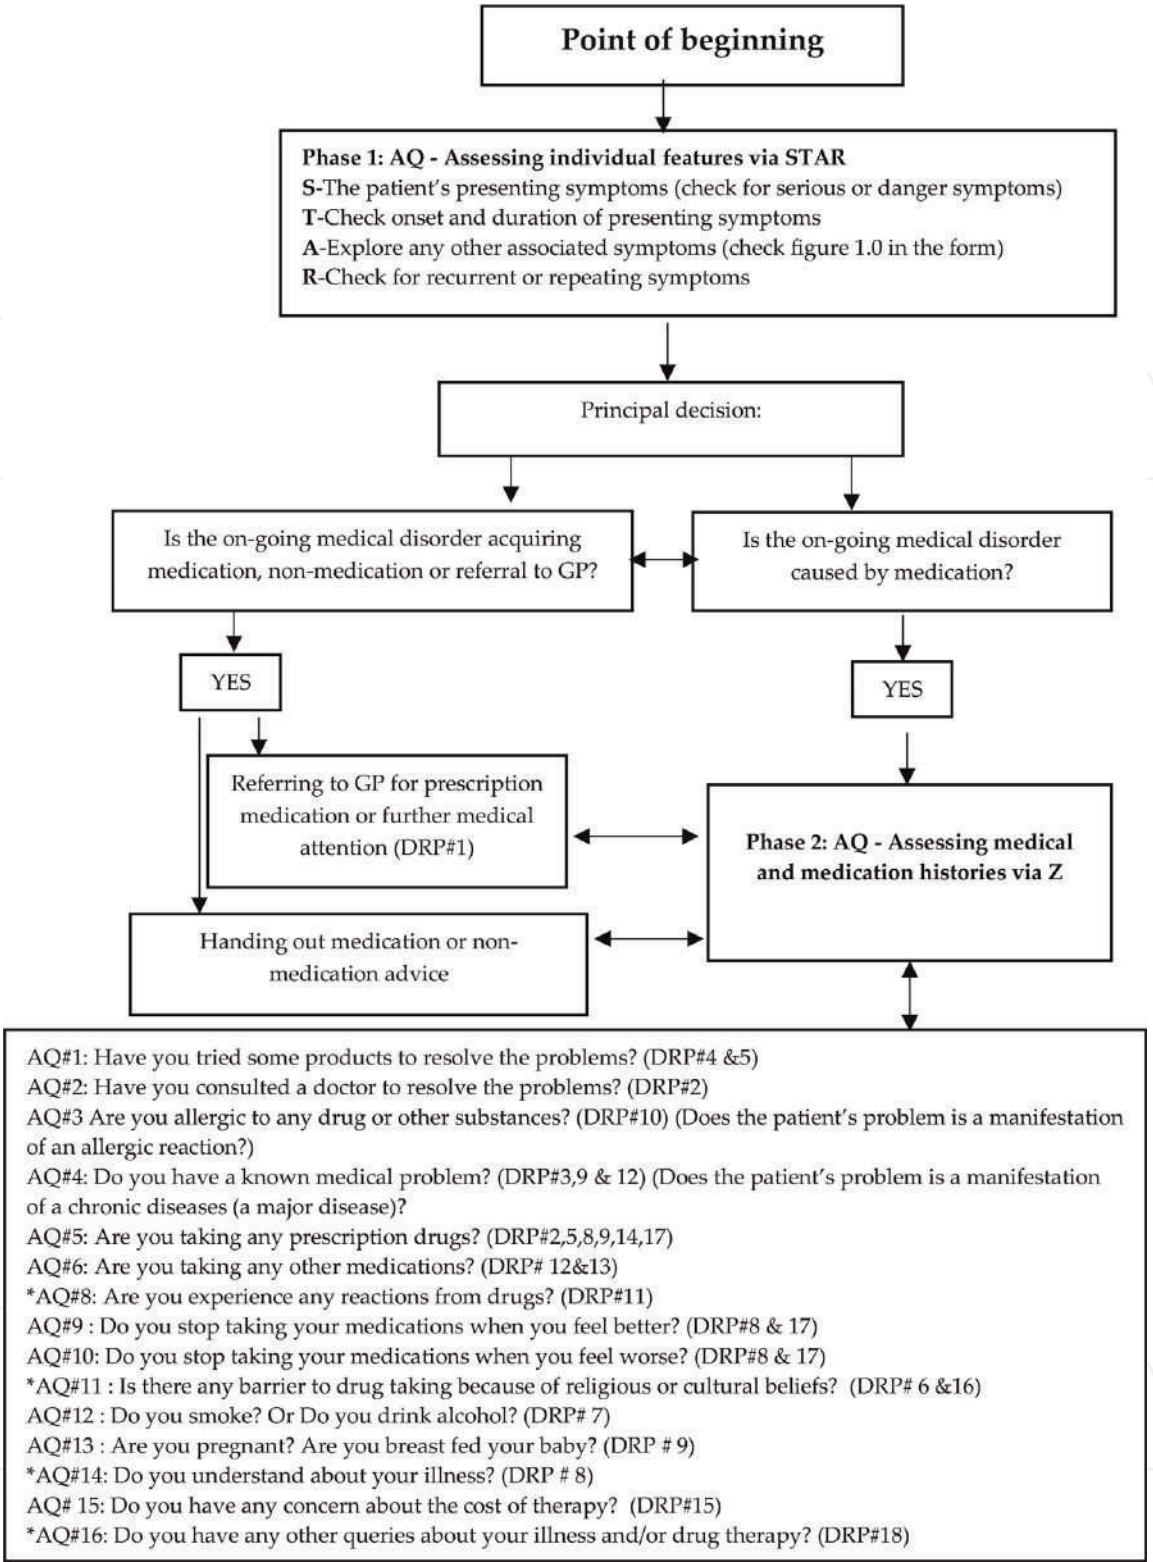 Point of beginning
Phase 1: AQ - Assessing individual features via STAR
S-The patient's presenting symptoms (check for serious or danger symptoms)
T-Check onset and duration of presenting symptoms
A-Explore any other associated symptoms (check figure 1.0 in the form)
R-Check for recurrent or repeating symptoms
Principal decision:
Is the on-going medical disorder acquiring
medication, non-medication or referral to GP?
Is the on-going medical disorder
caused by medication?
YES
YES
Referring to GP for prescription
medication or further medical
attention (DRP#1)
Phase 2: AQ - Assessing medical
and medication histories via Z
Handing out medication or non-
medication advice
AQ#1: Have you tried some products to resolve the problems? (DRP#4 &5)
AQ#2: Have you consulted a doctor to resolve the problems? (DRP#2)
AQ#3 Are you allergic to any drug or other substances? (DRP#10) (Does the patient's problem is a manifestation
of an allergic reaction?)
AQ#4: Do you have a known medical problem? (DRP#3,9 & 12) (Does the patient's problem is a manifestation
of a chronic diseases (a major disease)?
AQ#5: Are you taking any prescription drugs? (DRP#2,5,8,9,14,17)
AQ#6: Are you taking any other medications? (DRP# 12&13)
*AQ#8: Are you experience any reactions from drugs? (DRP#11)
AQ#9 : Do you stop taking your medications when you feel better? (DRP#8 & 17)
AQ#10: Do you stop taking your medications when you feel worse? (DRP#8 & 17)
*AQ#11 : Is there any barrier to drug taking because of religious or cultural beliefs? (DRP# 6 &16)
AQ#12 : Do you smoke? Or Do you drink alcohol? (DRP# 7)
AQ#13 : Are you pregnant? Are you breast fed your baby? (DRP # 9)
*AQ#14: Do you understand about your illness? (DRP # 8)
AQ# 15: Do you have any concern about the cost of therapy? (DRP#15)
*AQ#16: Do you have any other queries about your illness and/or drug therapy? (DRP#18)